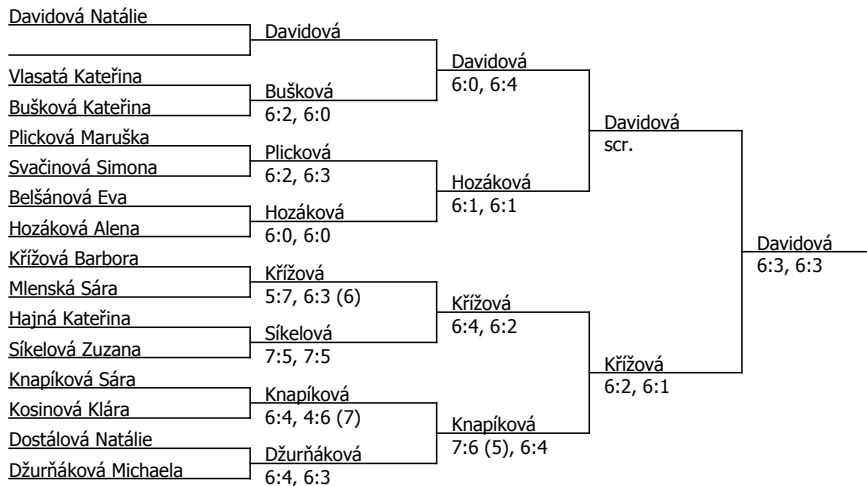 Davidová Natálie
Vlasatá Kateřina
Bušková Kateřina
Plicková Maruška
Svačinová Simona
Belšánová Eva
Hozáková Alena
Křížová Barbora
Mlenská Sára
Hajná Kateřina
Síkelová Zuzana
Knapíková Sára
Kosinová Klára
Dostálová Natálie
Džurňáková Michaela
Davidová
Bušková
6:2, 6:0
Plicková
6:2, 6:3
Hozáková
6:0, 6:0
Křížová
5:7, 6:3 (6)
Síkelová
7:5, 7:5
Knapíková
6:4, 4:6 (7)
Džurňáková
6:4, 6:3
Davidová
6:0, 6:4
Hozáková
6:1, 6:1
Křížová
6:4, 6:2
Knapíková
7:6 (5), 6:4
Davidová
scr.
Křížová
6:2, 6:1
Davidová
6:3, 6:3